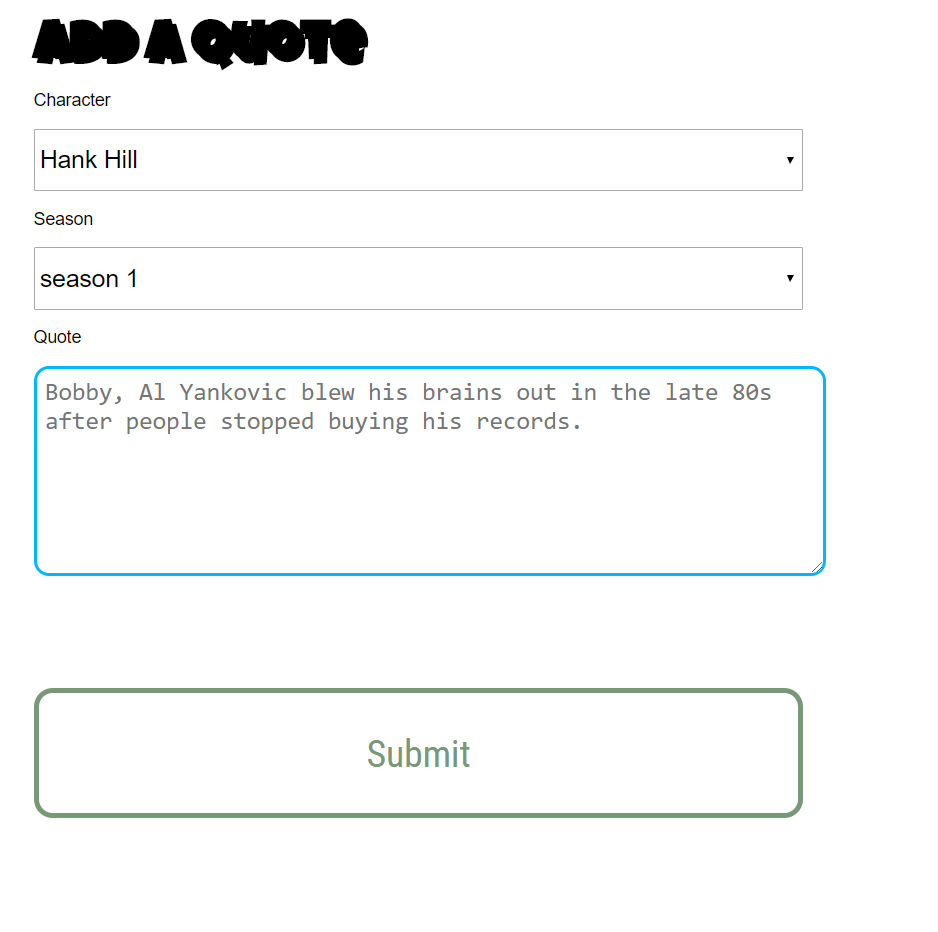 ADD A QUOTE
Character
Hank Hill
Season
season 1
Quote
Bobby, Al Yankovic blew his brains out in the late 80s
after people stopped buying his records.
Submit